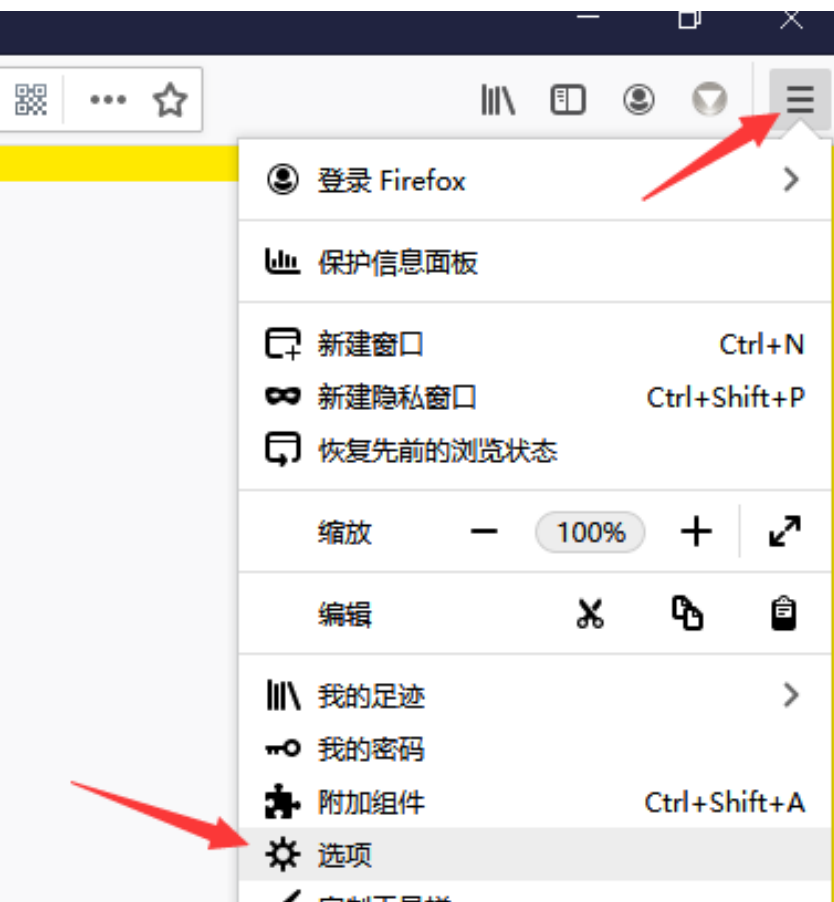 登录 Firefox
保护信息面板
新建窗口 Ctrl+N
新建隐私窗口 Ctrl+Shift+P
恢复先前的浏览状态
缩放 100%
编辑
我的足迹
我的密码
附加组件 Ctrl+Shift+A
选项